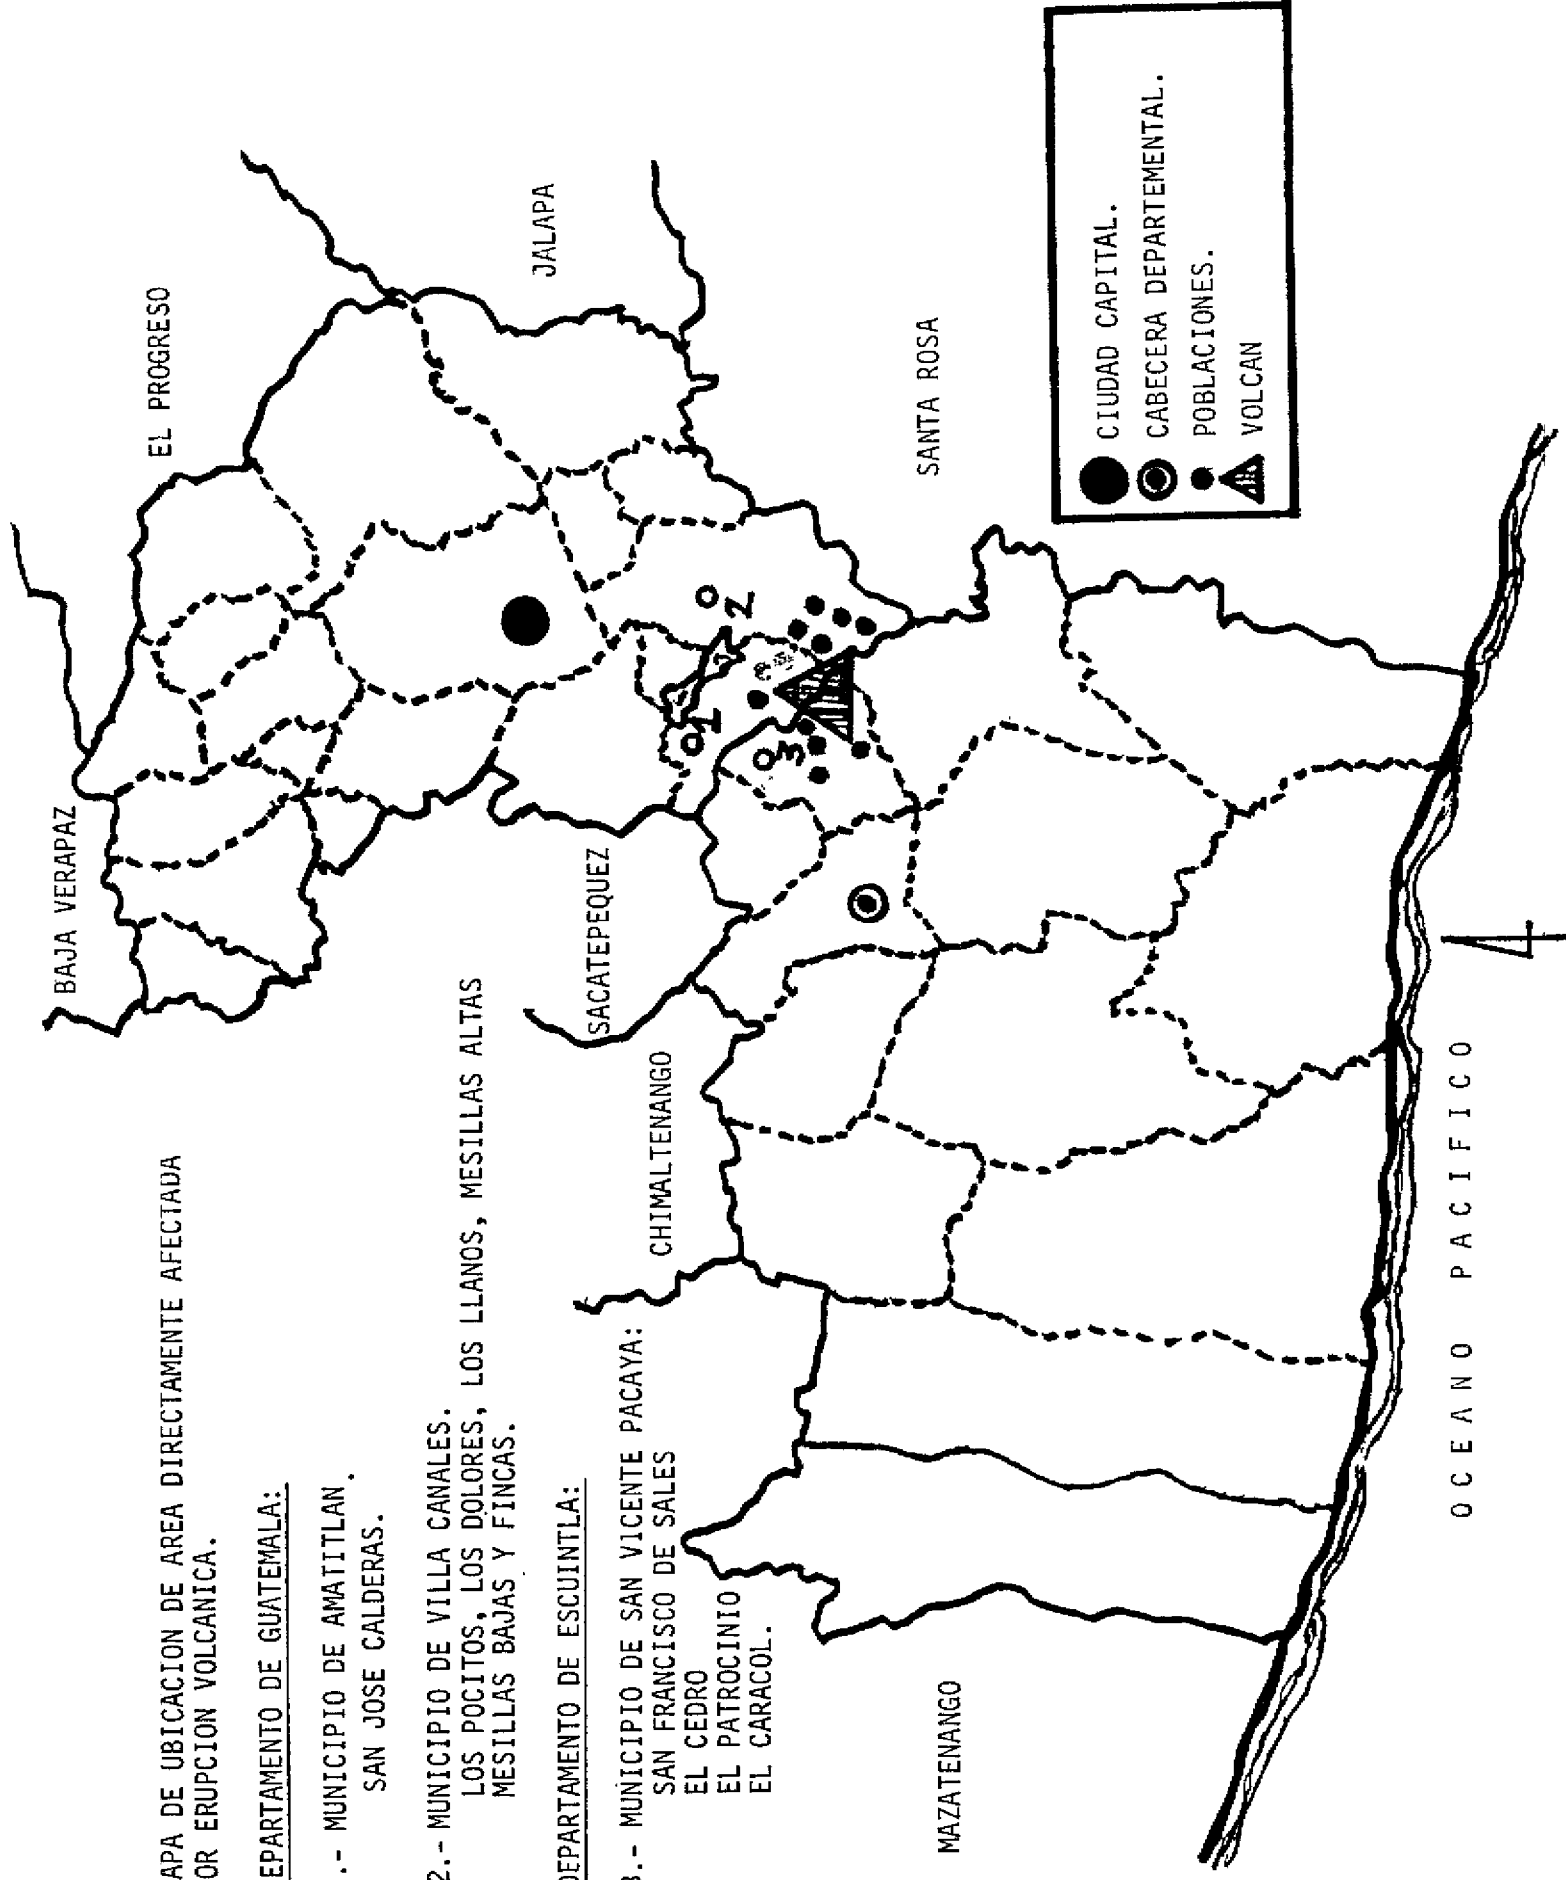 APA DE UBICACION DE AREA DIRECTAMENTE AFECTADA
OR ERUPCION VOLCANICA.
EPARTAMENTO DE GUATEMALA:
.- MUNICIPIO DE AMATITLAN.
SAN JOSE CALDERAS.
2.- MUNICIPIO DE VILLA CANALES.
LOS POCITOS, LOS DOLORES, LOS LLANOS, MESILLAS ALTAS
MESILLAS BAJAS Y FINCAS.
DEPARTAMENTO DE ESCUINTLA:
3.- MUNICIPIO DE SAN VICENTE PACAYA:
SAN FRANCISCO DE SALES
EL CEDRO
EL PATROCINIO
EL CARACOL.
BAJA VERAPAZ
EL PROGRESO
JALAPA
SACATEPEQUEZ
CHIMALTENANGO
SANTA ROSA
MAZATENANGO
1
2
3
OCEANO PACIFICO
CIUDAD CAPITAL.
CABECERA DEPARTEMENTAL.
POBLACIONES.
VOLCAN